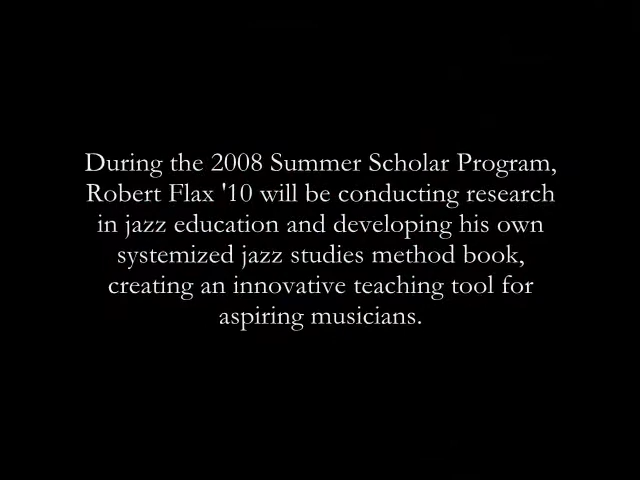 During the 2008 Summer Scholar Program,
Robert Flax '10 will be conducting research
in jazz education and developing his own
systemized jazz studies method book,
creating an innovative teaching tool for
aspiring musicians.